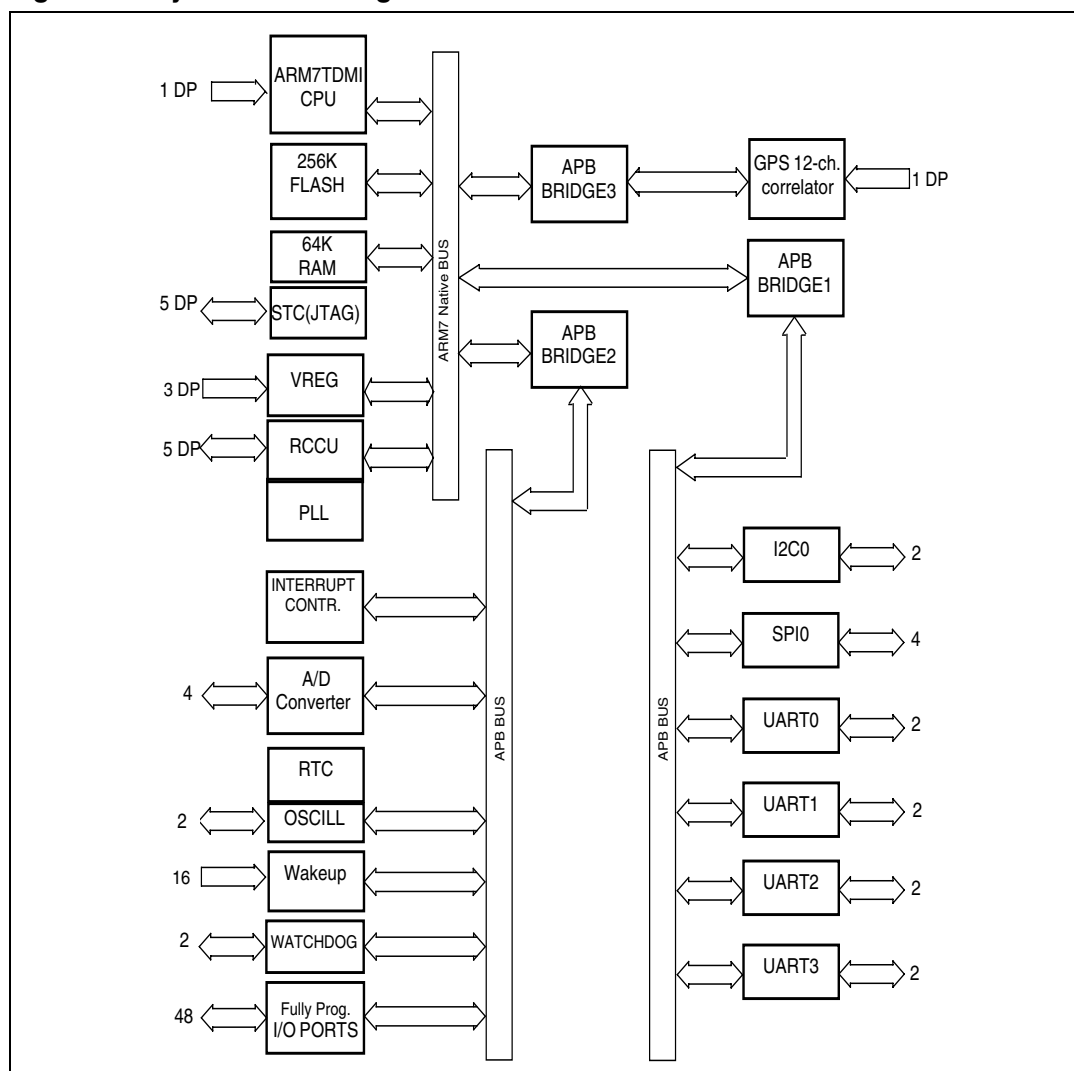 1 DP
ARM7TDMI
CPU
256K
FLASH
64K
RAM
5 DP
STC(JTAG)
3 DP
VREG
5 DP
RCCU
PLL
ARM7 Native BUS
APB
BRIDGE3
GPS 12-ch.
correlator
1 DP
APB
BRIDGE1
APB
BRIDGE2
INTERRUPT
CONTR.
4
A/D
Converter
RTC
2
OSCILL
16
Wakeup
2
WATCHDOG
48
Fully Prog.
I/O PORTS
APB BUS
APB BUS
I2C0
2
SPI0
4
UART0
2
UART1
2
UART2
2
UART3
2